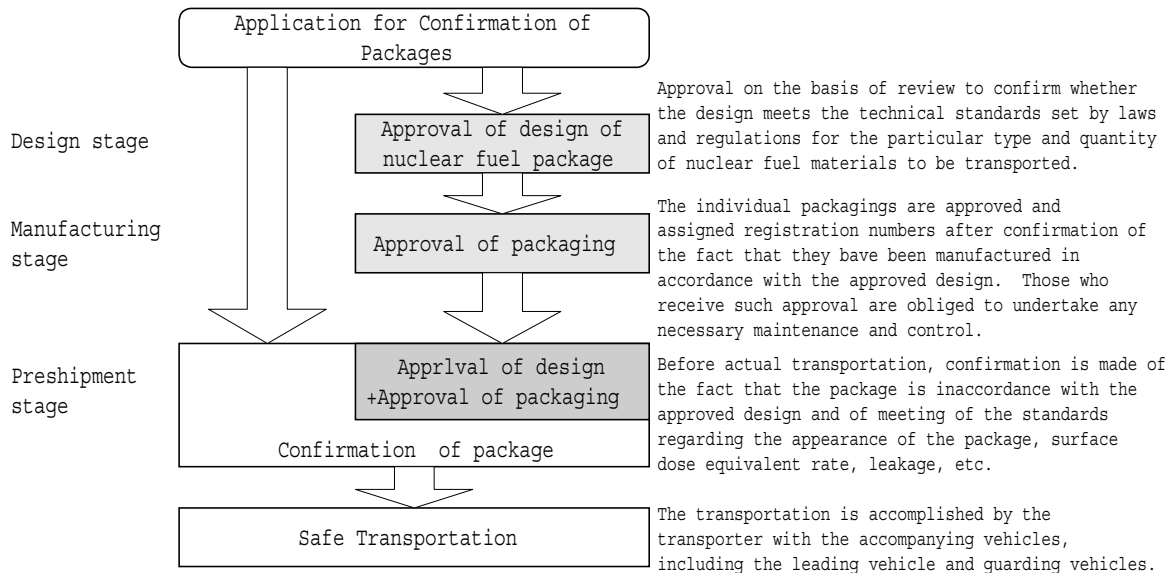 Application for Confirmation of
Packages
Approval on the basis of review to confirm whether
the design meets the technical standards set by laws
and regulations for the particular type and quantity
of nuclear fuel materials to be transported.
Design stage
Approval of design of
nuclear fuel package
The individual packagings are approved and
assigned registration numbers after confirmation of
the fact that they bave been manufactured in
accordance with the approved design. Those who
receive such approval are obliged to undertake any
necessary maintenance and control.
Manufacturing
stage
Approval of packaging
Preshipment
stage
Apprlval of design
+Approval of packaging
Confirmation of package
Before actual transportation, confirmation is made of
the fact that the package is inaccordance with the
approved design and of meeting of the standards
regarding the appearance of the package, surface
dose equivalent rate, leakage, etc.
Safe Transportation
The transportation is accomplished by the
transporter with the accompanying vehicles,
including the leading vehicle and guarding vehicles.